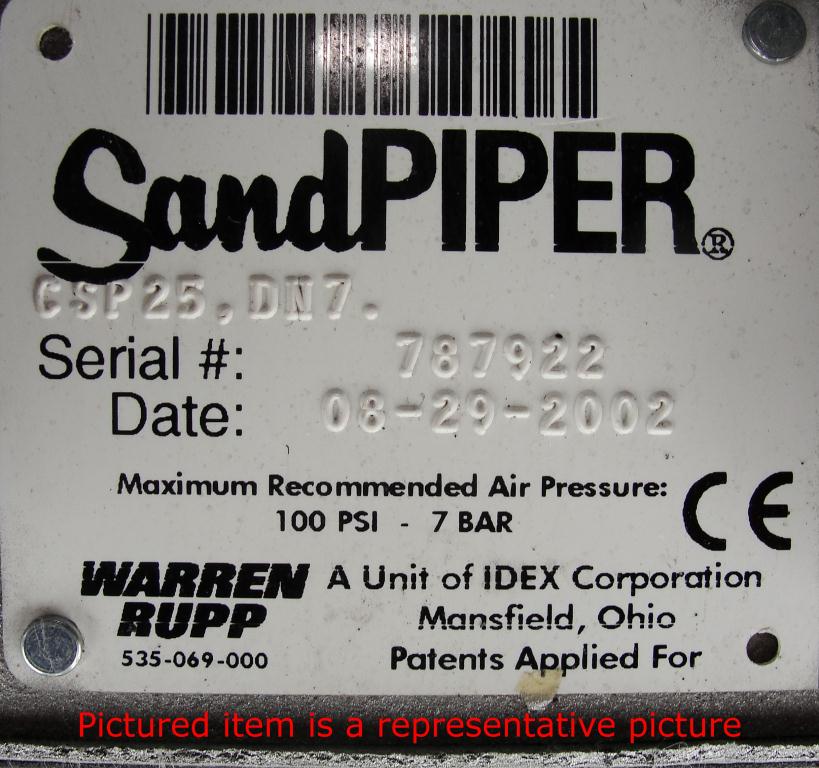 SandPIPER®
CSP25,DN7.
Serial #: 787922
Date: 08-29-2002
Maximum Recommended Air Pressure:
100 PSI - 7 BAR
CE
WARREN RUPP
535-069-000
A Unit of IDEX Corporation
Mansfield, Ohio
Patents Applied For
Pictured item is a representative picture